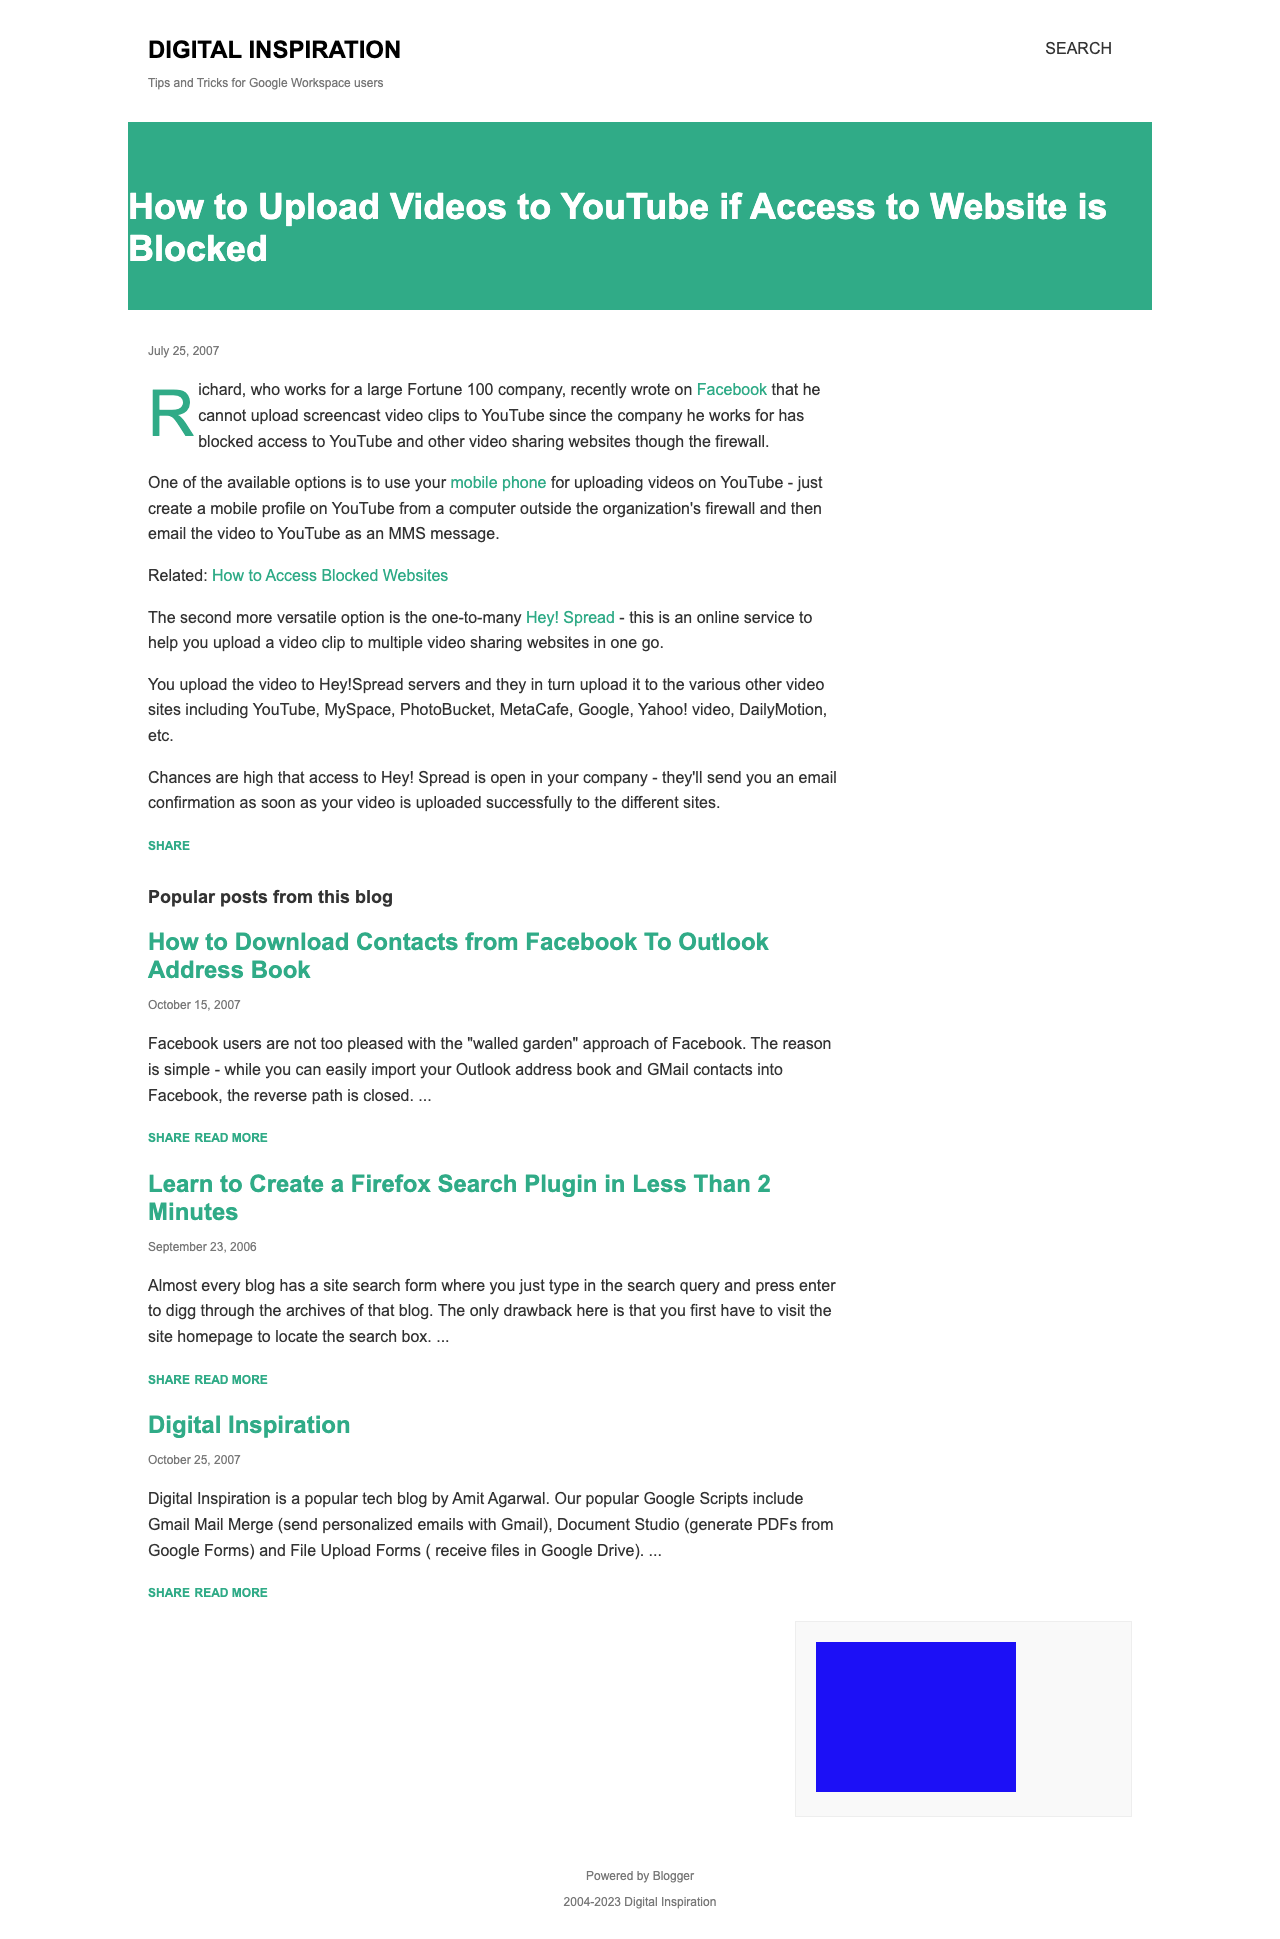 DIGITAL INSPIRATION
SEARCH
Tips and Tricks for Google Workspace users
How to Upload Videos to YouTube if Access to Website is
Blocked
July 25, 2007
Richard, who works for a large Fortune 100 company, recently wrote on Facebook that he
cannot upload screencast video clips to YouTube since the company he works for has
blocked access to YouTube and other video sharing websites though the firewall.
One of the available options is to use your mobile phone for uploading videos on YouTube - just
create a mobile profile on YouTube from a computer outside the organization's firewall and then
email the video to YouTube as an MMS message.
Related: How to Access Blocked Websites
The second more versatile option is the one-to-many Hey! Spread - this is an online service to
help you upload a video clip to multiple video sharing websites in one go.
You upload the video to Hey!Spread servers and they in turn upload it to the various other video
sites including YouTube, MySpace, PhotoBucket, MetaCafe, Google, Yahoo! video, DailyMotion,
etc.
Chances are high that access to Hey! Spread is open in your company - they'll send you an email
confirmation as soon as your video is uploaded successfully to the different sites.
SHARE
Popular posts from this blog
How to Download Contacts from Facebook To Outlook
Address Book
October 15, 2007
Facebook users are not too pleased with the "walled garden" approach of Facebook. The reason
is simple - while you can easily import your Outlook address book and GMail contacts into
Facebook, the reverse path is closed. ...
SHARE READ MORE
Learn to Create a Firefox Search Plugin in Less Than 2
Minutes
September 23, 2006
Almost every blog has a site search form where you just type in the search query and press enter
to digg through the archives of that blog. The only drawback here is that you first have to visit the
site homepage to locate the search box. ...
SHARE READ MORE
Digital Inspiration
October 25, 2007
Digital Inspiration is a popular tech blog by Amit Agarwal. Our popular Google Scripts include
Gmail Mail Merge (send personalized emails with Gmail), Document Studio (generate PDFs from
Google Forms) and File Upload Forms ( receive files in Google Drive). ...
SHARE READ MORE
Powered by Blogger
2004-2023 Digital Inspiration